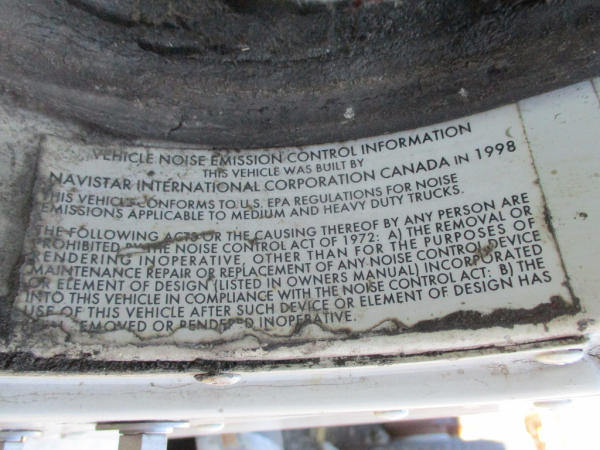 VEHICLE NOISE EMISSION CONTROL INFORMATION
THIS VEHICLE WAS BUILT BY
NAVISTAR INTERNATIONAL CORPORATION CANADA IN 1998
THIS VEHICLE CONFORMS TO U.S. EPA REGULATIONS FOR NOISE
EMISSIONS APPLICABLE TO MEDIUM AND HEAVY DUTY TRUCKS.
THE FOLLOWING ACTS OR THE CAUSING THEREOF BY ANY PERSON ARE
PROHIBITED BY THE NOISE CONTROL ACT OF 1972: A) THE REMOVAL OR
RENDERING INOPERATIVE, OTHER THAN FOR THE PURPOSES OF
MAINTENANCE REPAIR OR REPLACEMENT OF ANY NOISE CONTROL DEVICE
OR ELEMENT OF DESIGN (LISTED IN OWNERS MANUAL) INCORPORATED
INTO THIS VEHICLE IN COMPLIANCE WITH THE NOISE CONTROL ACT: B) THE
USE OF THIS VEHICLE AFTER SUCH DEVICE OR ELEMENT OF DESIGN HAS
BEEN REMOVED OR RENDERED INOPERATIVE.